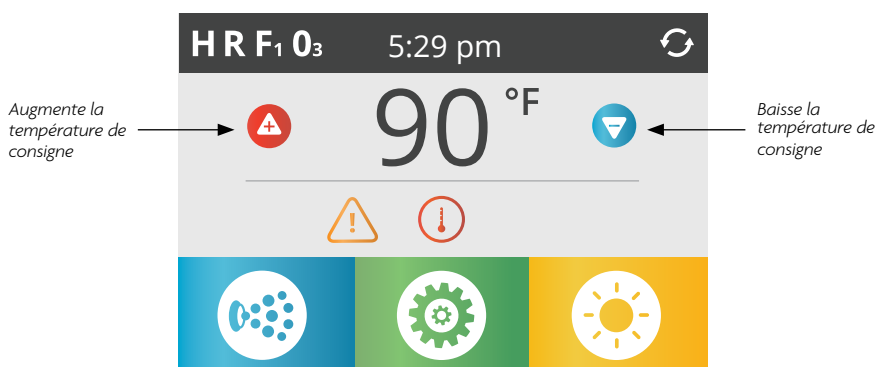 H R F1 03
5:29 pm
90 °F
Augmente la
température de
consigne
Baisse la
température de
consigne